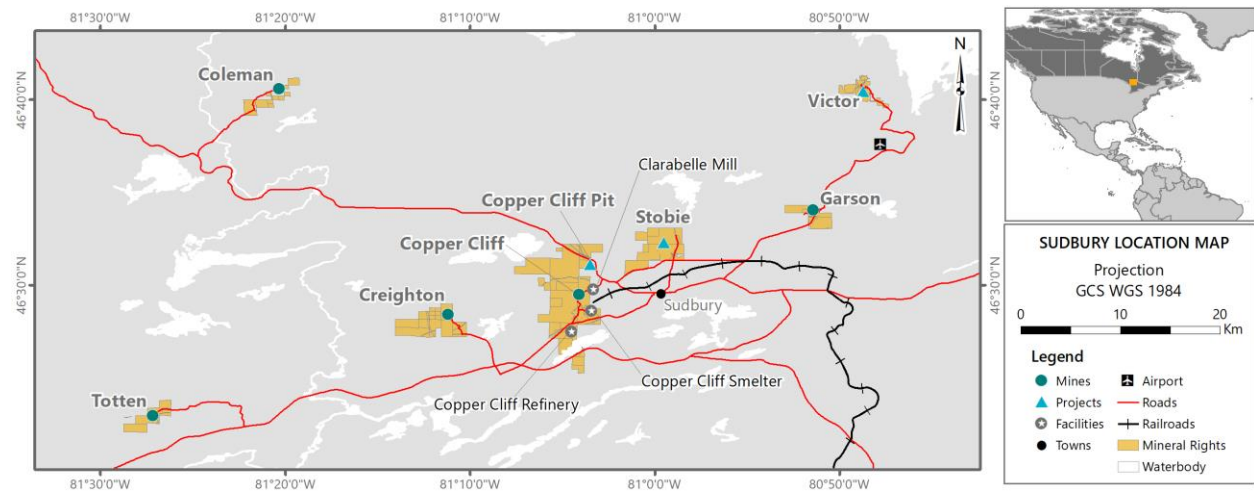 81°30'0"W
81°20'0"W
81°10'0"W
81°0'0"W
80°50'0"W
46°40'0"N
46°40'0"N
46°30'0"N
46°30'0"N
N
Coleman
Victor
Clarabelle Mill
Copper Cliff Pit
Garson
Stobie
Copper Cliff
Creighton
Sudbury
Copper Cliff Smelter
Totten
Copper Cliff Refinery
81°30'0"W
81°20'0"W
81°10'0"W
81°0'0"W
80°50'0"W
SUDBURY LOCATION MAP
Projection
GCS WGS 1984
0 10 20
Km
Legend
Mines
Airport
Projects
Roads
Facilities
Railroads
Towns
Mineral Rights
Waterbody